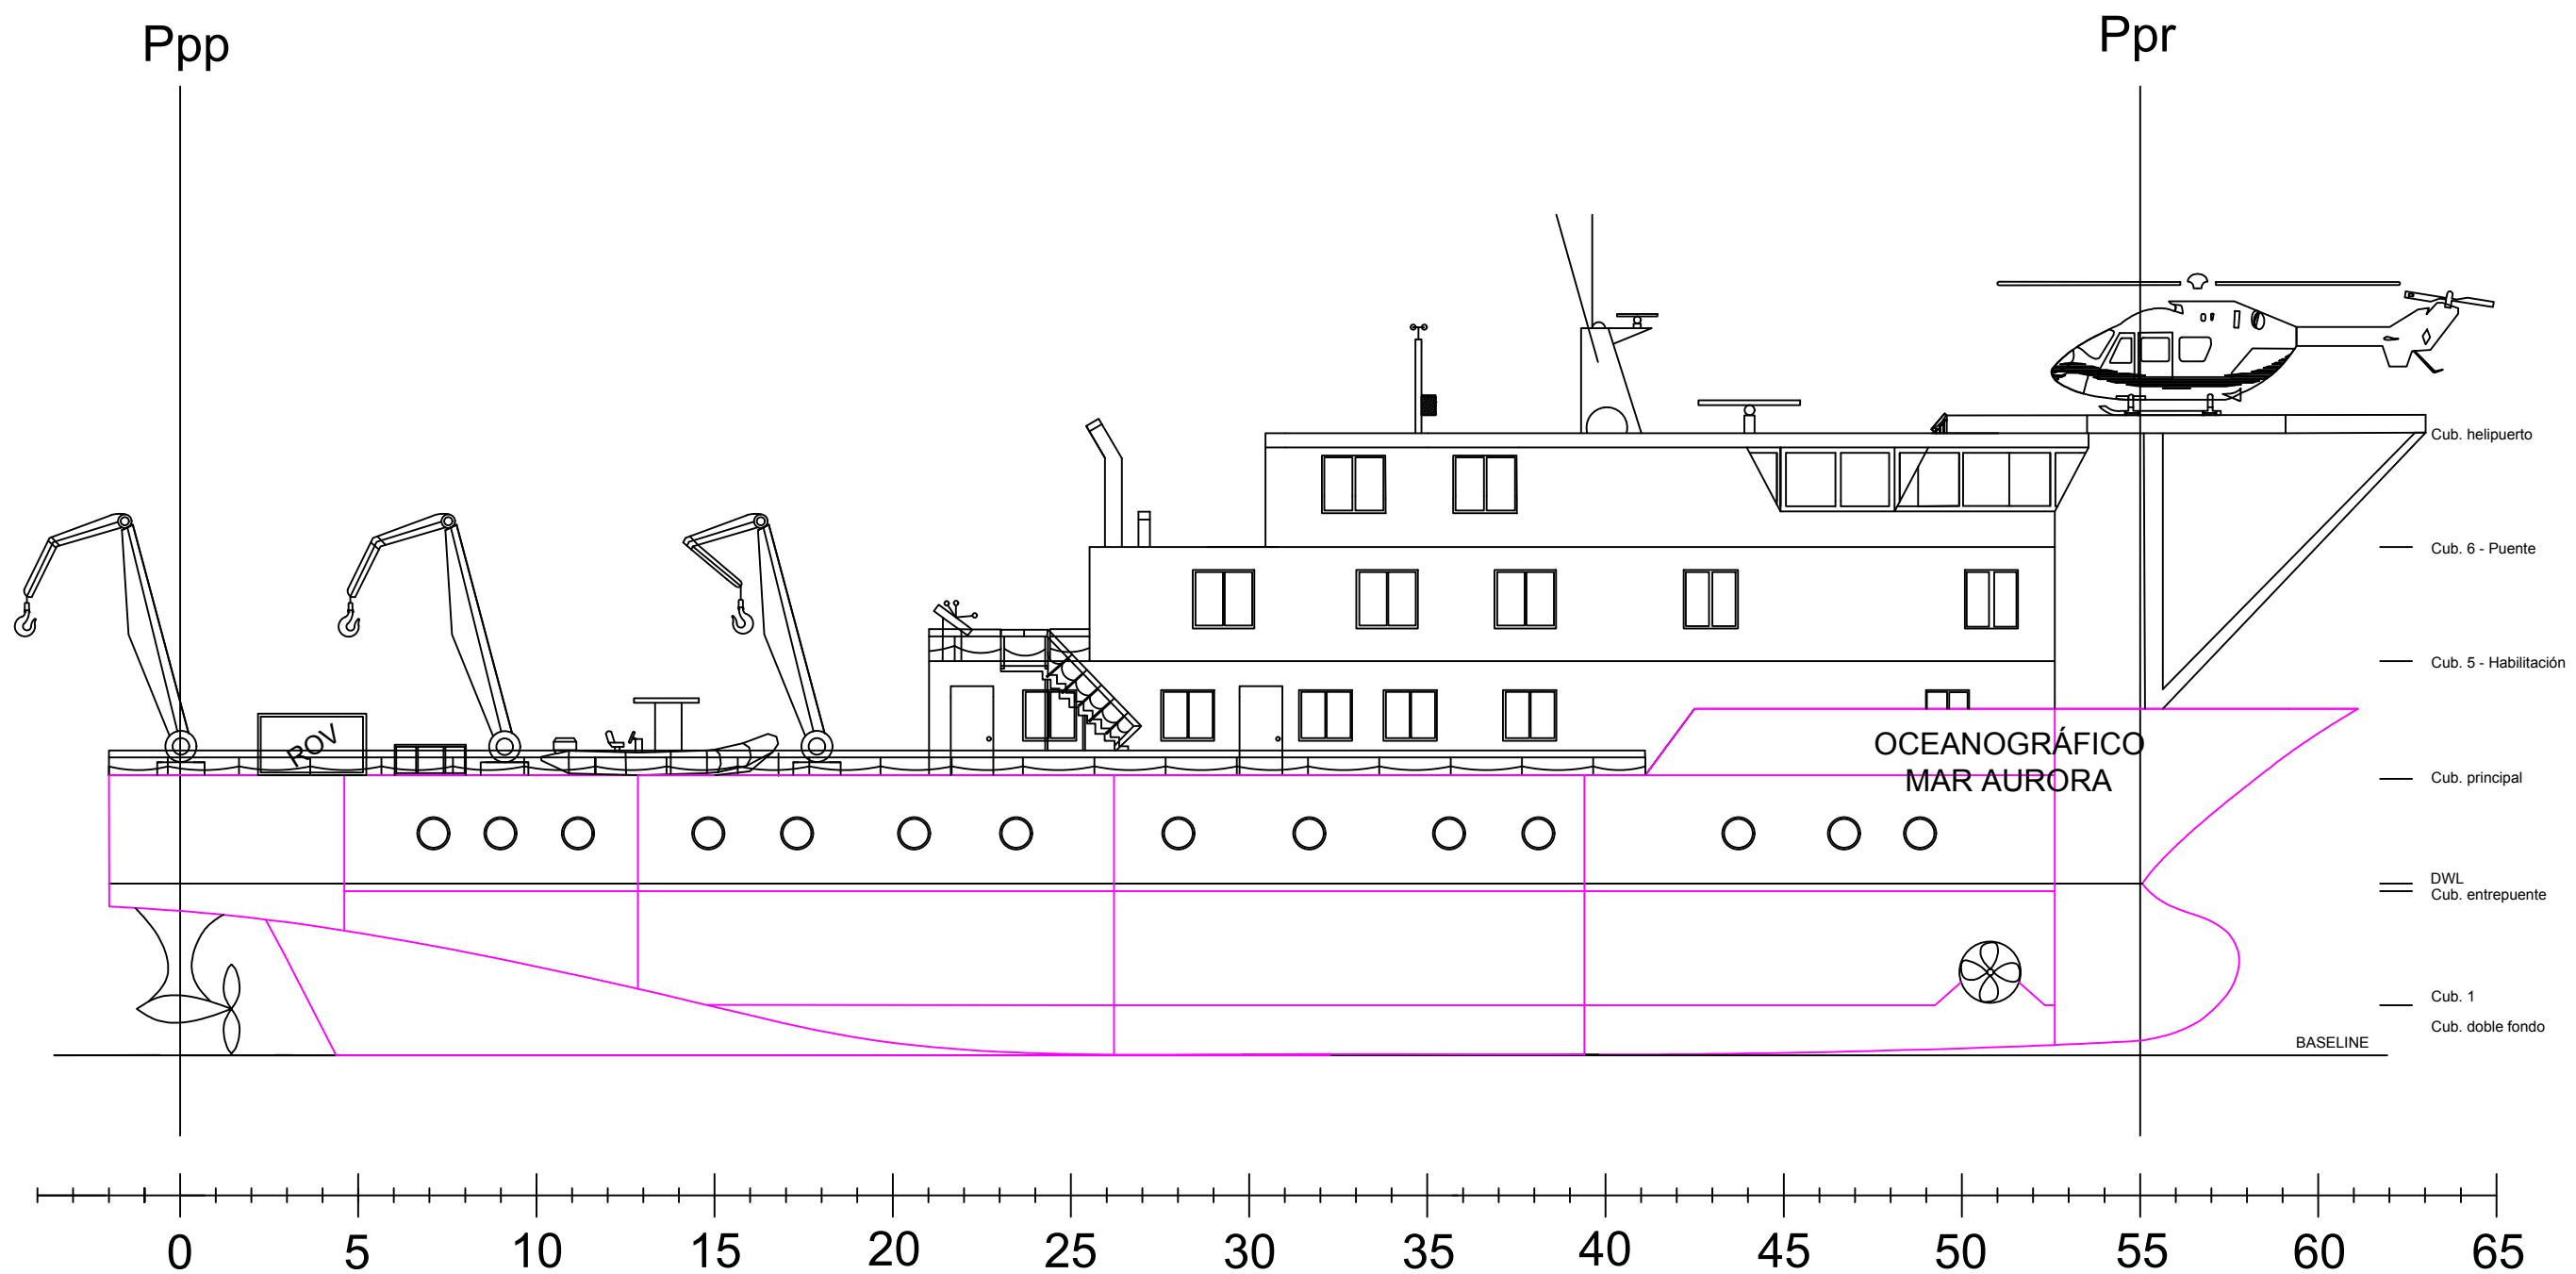 Ppp
Ppr
Cub. helipuerto
Cub. 6 - Puente
Cub. 5 - Habilitación
ROV
OCEANOGRÁFICO
MAR AURORA
Cub. principal
DWL
Cub. entrepuente
Cub. 1
Cub. doble fondo
BASELINE
0 5 10 15 20 25 30 35 40 45 50 55 60 65